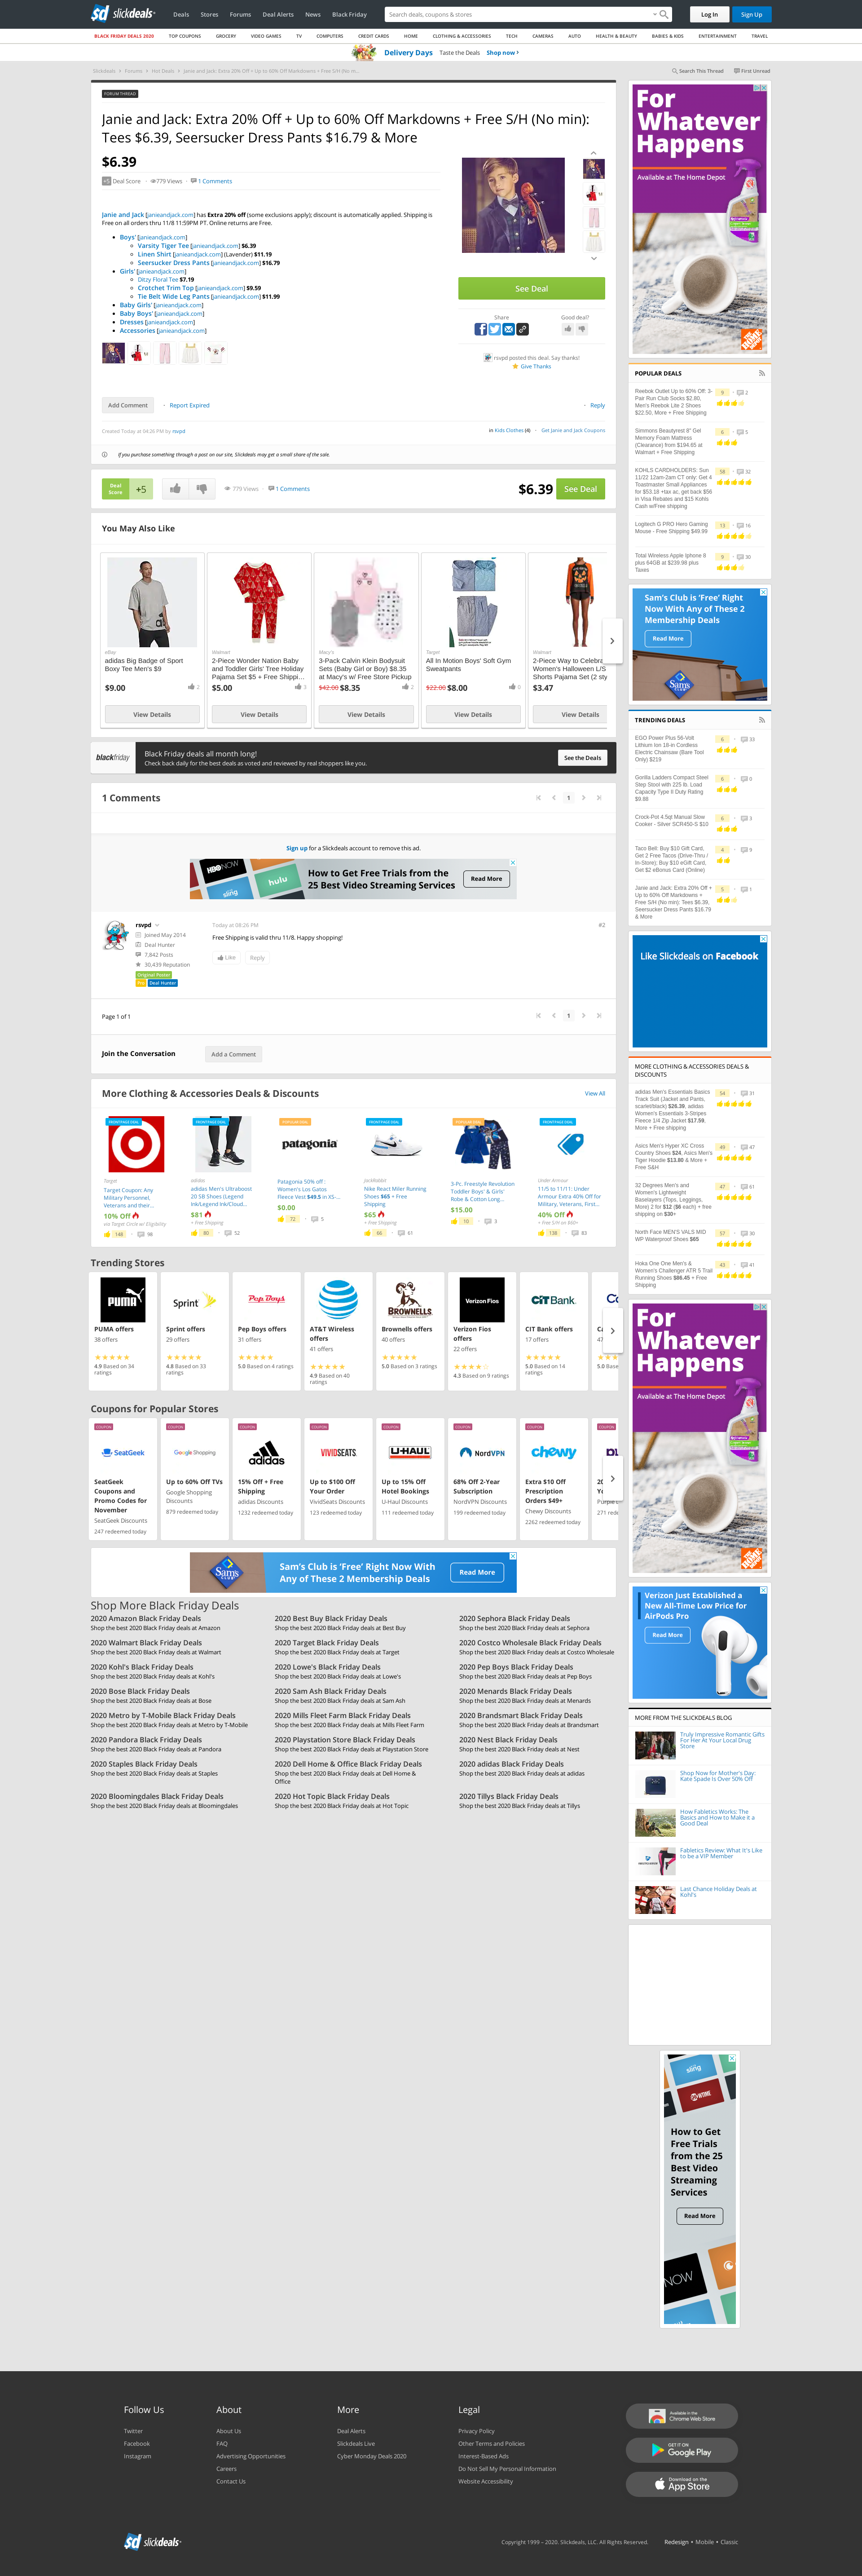 slickdeals
Deals Stores Forums Deal Alerts News Black Friday
Search deals, coupons & stores
Log In
Sign Up
BLACK FRIDAY DEALS 2020 TOP COUPONS GROCERY VIDEO GAMES TV COMPUTERS CREDIT CARDS HOME CLOTHING & ACCESSORIES TECH CAMERAS AUTO HEALTH & BEAUTY BABIES & KIDS ENTERTAINMENT TRAVEL
Delivery Days Taste the Deals Shop now >
Slickdeals > Forums > Hot Deals > Janie and Jack: Extra 20% Off + Up to 60% Off Markdowns + Free S/H (No m...
Search This Thread First Unread
FORUM THREAD
Janie and Jack: Extra 20% Off + Up to 60% Off Markdowns + Free S/H (No min):
Tees $6.39, Seersucker Dress Pants $16.79 & More
$6.39
+5 Deal Score 779 Views 1 Comments
Janie and Jack [janieandjack.com] has Extra 20% off (some exclusions apply); discount is automatically applied. Shipping is
Free on all orders thru 11/8 11:59PM PT. Online returns are Free.
Boys' [janieandjack.com]
Varsity Tiger Tee [janieandjack.com] $6.39
Linen Shirt [janieandjack.com] (Lavender) $11.19
Seersucker Dress Pants [janieandjack.com] $16.79
Girls' [janieandjack.com]
Ditzy Floral Tee $7.19
Crotchet Trim Top [janieandjack.com] $9.59
Tie Belt Wide Leg Pants [janieandjack.com] $11.99
Baby Girls' [janieandjack.com]
Baby Boys' [janieandjack.com]
Dresses [janieandjack.com]
Accessories [janieandjack.com]
See Deal
Share
Good deal?
rsvpd posted this deal. Say thanks!
Give Thanks
Add Comment
Report Expired
Reply
Created Today at 04:26 PM by rsvpd
in Kids Clothes (4) Get Janie and Jack Coupons
If you purchase something through a post on our site, Slickdeals may get a small share of the sale.
Deal Score +5
779 Views 1 Comments
$6.39
See Deal
You May Also Like
eBay
adidas Big Badge of Sport Boxy Tee Men's $9
$9.00 2
View Details
Walmart
2-Piece Wonder Nation Baby and Toddler Girls' Tree Holiday Pajama Set $5 + Free Shippi...
$5.00 3
View Details
Macy's
3-Pack Calvin Klein Bodysuit Sets (Baby Girl or Boy) $8.35 at Macy's w/ Free Store Pickup
$42.00 $8.35 2
View Details
Target
All In Motion Boys' Soft Gym Sweatpants
$22.00 $8.00 0
View Details
Walmart
2-Piece Way to Celebra
Women's Halloween L/S
Shorts Pajama Set (2 sty
$3.47
View Details
blackfriday
Black Friday deals all month long!
Check back daily for the best deals as voted and reviewed by real shoppers like you.
See the Deals
1 Comments
1
Sign up for a Slickdeals account to remove this ad.
HBO NOW
hulu
sling
How to Get Free Trials from the
25 Best Video Streaming Services
Read More
rsvpd
Joined May 2014
Deal Hunter
7,842 Posts
30,439 Reputation
Original Poster
Pro Deal Hunter
Today at 08:26 PM
#2
Free Shipping is valid thru 11/8. Happy shopping!
Like
Reply
Page 1 of 1
1
Join the Conversation
Add a Comment
More Clothing & Accessories Deals & Discounts
View All
FRONTPAGE DEAL
Target
Target Coupon: Any Military Personnel, Veterans and their...
10% Off
via Target Circle w/ Eligibility
148 98
FRONTPAGE DEAL
adidas
adidas Men's Ultraboost 20 SB Shoes (Legend Ink/Legend Ink/Cloud...
$81
+ Free Shipping
80 52
POPULAR DEAL
patagonia
Patagonia 50% off : Women's Los Gatos Fleece Vest $49.5 in XS-...
$0.00
72 5
FRONTPAGE DEAL
JackRabbit
Nike React Miler Running Shoes $65 + Free Shipping
$65
+ Free Shipping
66 61
POPULAR DEAL
3-Pc. Freestyle Revolution Toddler Boys' & Girls' Robe & Cotton Long...
$15.00
16 3
FRONTPAGE DEAL
Under Armour
11/5 to 11/11: Under Armour Extra 40% Off for Military, Veterans, First...
40% Off
+ Free S/H on $60+
138 83
Trending Stores
PUMA
PUMA offers
38 offers
4.9 Based on 34 ratings
Sprint
Sprint offers
29 offers
4.8 Based on 33 ratings
Pep Boys
Pep Boys offers
31 offers
5.0 Based on 4 ratings
AT&T Wireless offers
41 offers
4.9 Based on 40 ratings
BROWNELLS
Brownells offers
40 offers
5.0 Based on 3 ratings
Verizon Fios
Verizon Fios offers
22 offers
4.3 Based on 9 ratings
CIT Bank
CIT Bank offers
17 offers
5.0 Based on 14 ratings
Coupons for Popular Stores
COUPON
SeatGeek
SeatGeek Coupons and Promo Codes for November
SeatGeek Discounts
247 redeemed today
COUPON
Google Shopping
Up to 60% Off TVs
Google Shopping Discounts
879 redeemed today
COUPON
adidas
15% Off + Free Shipping
adidas Discounts
1232 redeemed today
COUPON
VIVIDSEATS
Up to $100 Off Your Order
VividSeats Discounts
123 redeemed today
COUPON
U-HAUL
Up to 15% Off Hotel Bookings
U-Haul Discounts
111 redeemed today
COUPON
NordVPN
68% Off 2-Year Subscription
NordVPN Discounts
199 redeemed today
COUPON
chewy
Extra $10 Off Prescription Orders $49+
Chewy Discounts
2262 redeemed today
COUPON
Sam's Club is 'Free' Right Now With
Any of These 2 Membership Deals
Read More
Shop More Black Friday Deals
2020 Amazon Black Friday Deals
Shop the best 2020 Black Friday deals at Amazon
2020 Best Buy Black Friday Deals
Shop the best 2020 Black Friday deals at Best Buy
2020 Sephora Black Friday Deals
Shop the best 2020 Black Friday deals at Sephora
2020 Walmart Black Friday Deals
Shop the best 2020 Black Friday deals at Walmart
2020 Target Black Friday Deals
Shop the best 2020 Black Friday deals at Target
2020 Costco Wholesale Black Friday Deals
Shop the best 2020 Black Friday deals at Costco Wholesale
2020 Kohl's Black Friday Deals
Shop the best 2020 Black Friday deals at Kohl's
2020 Lowe's Black Friday Deals
Shop the best 2020 Black Friday deals at Lowe's
2020 Pep Boys Black Friday Deals
Shop the best 2020 Black Friday deals at Pep Boys
2020 Bose Black Friday Deals
Shop the best 2020 Black Friday deals at Bose
2020 Sam Ash Black Friday Deals
Shop the best 2020 Black Friday deals at Sam Ash
2020 Menards Black Friday Deals
Shop the best 2020 Black Friday deals at Menards
2020 Metro by T-Mobile Black Friday Deals
Shop the best 2020 Black Friday deals at Metro by T-Mobile
2020 Mills Fleet Farm Black Friday Deals
Shop the best 2020 Black Friday deals at Mills Fleet Farm
2020 Brandsmart Black Friday Deals
Shop the best 2020 Black Friday deals at Brandsmart
2020 Pandora Black Friday Deals
Shop the best 2020 Black Friday deals at Pandora
2020 Playstation Store Black Friday Deals
Shop the best 2020 Black Friday deals at Playstation Store
2020 Nest Black Friday Deals
Shop the best 2020 Black Friday deals at Nest
2020 Staples Black Friday Deals
Shop the best 2020 Black Friday deals at Staples
2020 Dell Home & Office Black Friday Deals
Shop the best 2020 Black Friday deals at Dell Home &
Office
2020 adidas Black Friday Deals
Shop the best 2020 Black Friday deals at adidas
2020 Bloomingdales Black Friday Deals
Shop the best 2020 Black Friday deals at Bloomingdales
2020 Hot Topic Black Friday Deals
Shop the best 2020 Black Friday deals at Hot Topic
2020 Tillys Black Friday Deals
Shop the best 2020 Black Friday deals at Tillys
For
Whatever
Happens
Available at The Home Depot
POPULAR DEALS
Reebok Outlet Up to 60% Off: 3-Pair Run Club Socks $2.80, Men's Reebok Lite 2 Shoes $22.50, More + Free Shipping
9 2
Simmons Beautyrest 8" Gel Memory Foam Mattress (Clearance) from $194.65 at Walmart + Free Shipping
6 5
KOHLS CARDHOLDERS: Sun 11/22 12am-2am CT only: Get 4 Toastmaster Small Appliances for $53.18 +tax ac, get back $56 in Visa Rebates and $15 Kohls Cash w/Free shipping
58 32
Logitech G PRO Hero Gaming Mouse - Free Shipping $49.99
13 16
Total Wireless Apple Iphone 8 plus 64GB at $239.98 plus Taxes
9 30
Sam's Club is 'Free' Right
Now With Any of These 2
Membership Deals
Read More
TRENDING DEALS
EGO Power Plus 56-Volt Lithium Ion 18-in Cordless Electric Chainsaw (Bare Tool Only) $219
6 33
Gorilla Ladders Compact Steel Step Stool with 225 lb. Load Capacity Type II Duty Rating $9.88
6 0
Crock-Pot 4.5qt Manual Slow Cooker - Silver SCR450-S $10
6 3
Taco Bell: Buy $10 Gift Card, Get 2 Free Tacos (Drive-Thru / In-Store); Buy $10 eGift Card, Get $2 eBonus Card (Online)
4 9
Janie and Jack: Extra 20% Off + Up to 60% Off Markdowns + Free S/H (No min): Tees $6.39, Seersucker Dress Pants $16.79 & More
5 1
Like Slickdeals on Facebook
MORE CLOTHING & ACCESSORIES DEALS & DISCOUNTS
adidas Men's Essentials Basics Track Suit (Jacket and Pants, scarlet/black) $26.39, adidas Women's Essentials 3-Stripes Fleece 1/4 Zip Jacket $17.59, More + Free shipping
54 31
Asics Men's Hyper XC Cross Country Shoes $24, Asics Men's Tiger Hoodie $13.80 & More + Free S&H
49 47
32 Degrees Men's and Women's Lightweight Baselayers (Tops, Leggings, More) 2 for $12 ($6 each) + free shipping on $30+
47 61
North Face MEN'S VALS MID WP Waterproof Shoes $65
57 30
Hoka One One Men's & Women's Challenger ATR 5 Trail Running Shoes $86.45 + Free Shipping
43 41
For
Whatever
Happens
Available at The Home Depot
Verizon Just Established a
New All-Time Low Price for
AirPods Pro
Read More
MORE FROM THE SLICKDEALS BLOG
Truly Impressive Romantic Gifts For Her At Your Local Drug Store
Shop Now for Mother's Day: Kate Spade Is Over 50% Off
How Fabletics Works: The Basics and How to Make it a Good Deal
Fabletics Review: What It's Like to be a VIP Member
Last Chance Holiday Deals at Kohl's
sling
SHOWTIME
How to Get
Free Trials
from the 25
Best Video
Streaming
Services
Read More
NOW
Follow Us
Twitter
Facebook
Instagram
About
About Us
FAQ
Advertising Opportunities
Careers
Contact Us
More
Deal Alerts
Slickdeals Live
Cyber Monday Deals 2020
Legal
Privacy Policy
Other Terms and Policies
Interest-Based Ads
Do Not Sell My Personal Information
Website Accessibility
Available in the
Chrome Web Store
GET IT ON
Google Play
Download on the
App Store
slickdeals
Copyright 1999 – 2020. Slickdeals, LLC. All Rights Reserved.
Redesign • Mobile • Classic